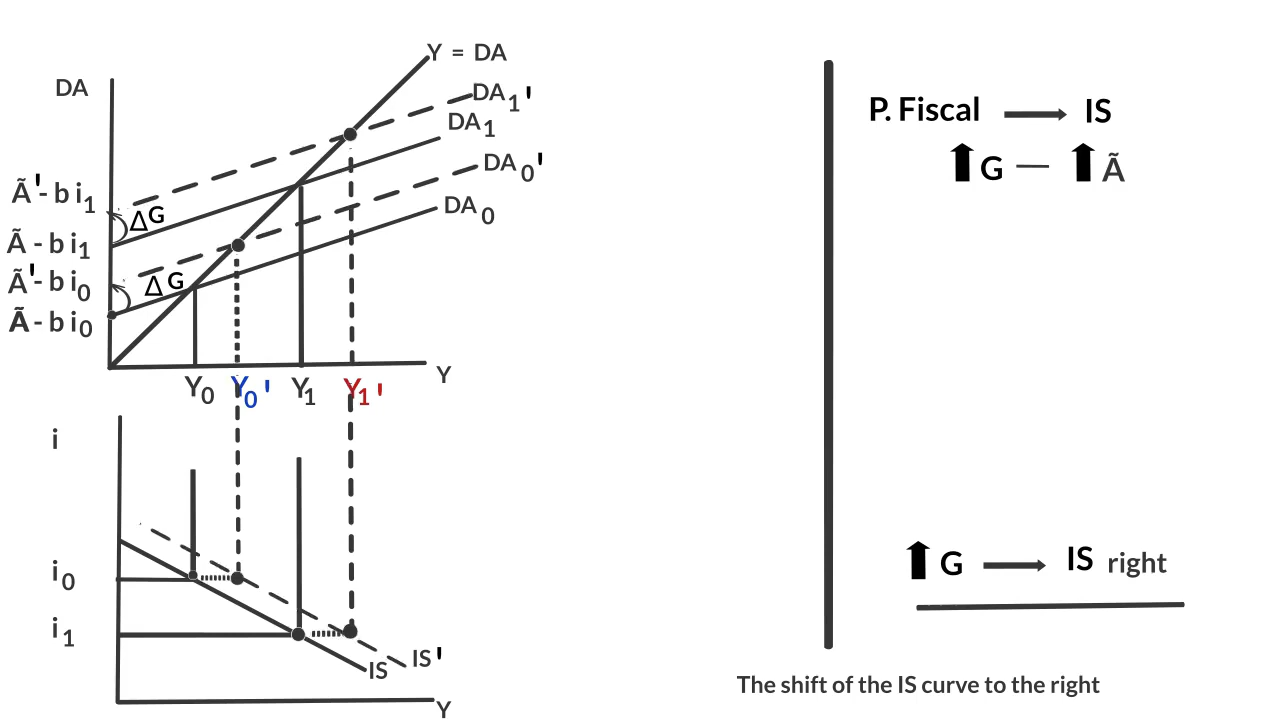 Y = DA
DA
DA1'
DA1
DA0'
DA0
Ã'- b i1
ΔG
Ã - b i1
Ã'- b i0
Δ G
Ã - b i0
Y
Y0 Y0' Y1 Y1'
i
i0
i1
IS'
IS
Y
P. Fiscal IS
G — Ã
G IS right
The shift of the IS curve to the right